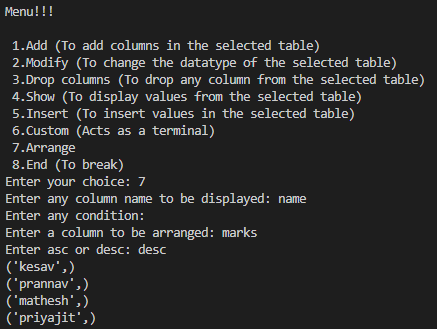 Menu!!!
1.Add (To add columns in the selected table)
2.Modify (To change the datatype of the selected table)
3.Drop columns (To drop any column from the selected table)
4.Show (To display values from the selected table)
5.Insert (To insert values in the selected table)
6.Custom (Acts as a terminal)
7.Arrange
8.End (To break)
Enter your choice: 7
Enter any column name to be displayed: name
Enter any condition:
Enter a column to be arranged: marks
Enter asc or desc: desc
('kesav',)
('prannav',)
('mathesh',)
('priyajit',)